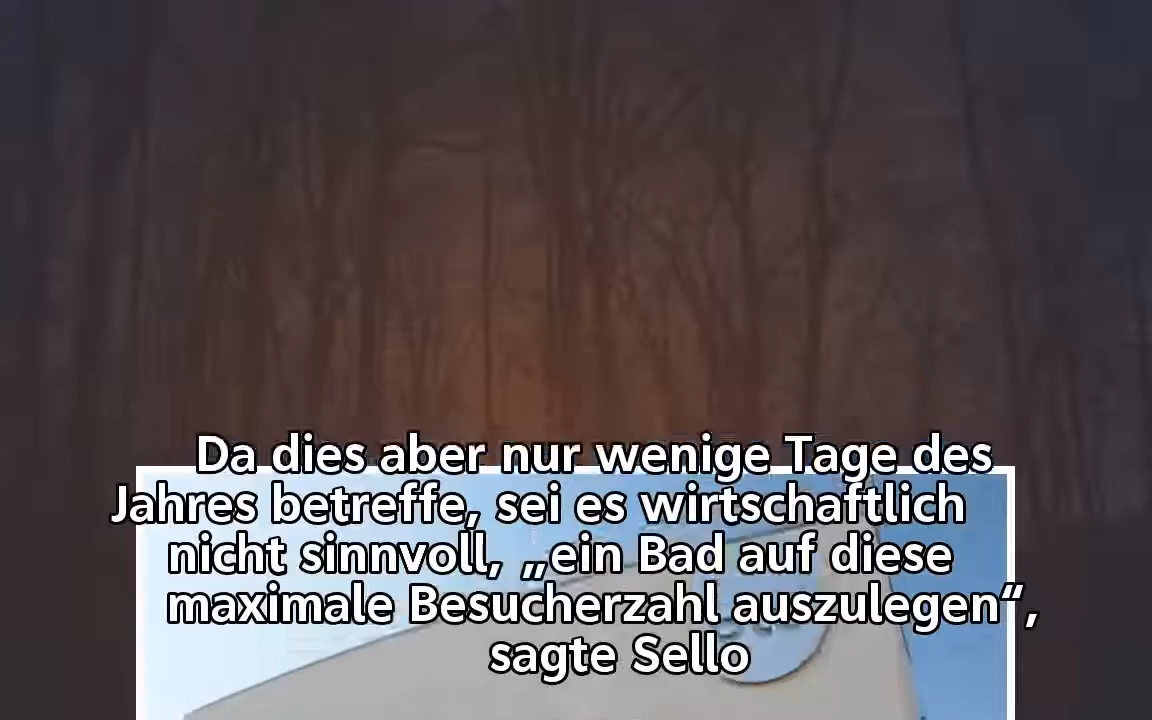 Da dies aber nur wenige Tage des
Jahres betreffe, sei es wirtschaftlich
nicht sinnvoll, „ein Bad auf diese
maximale Besucherzahl auszulegen“,
sagte Sello